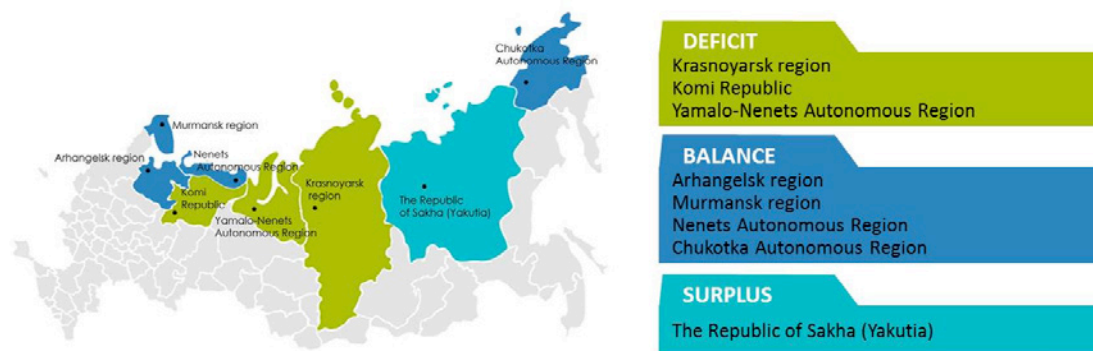 Chukotka
Autonomous Region
Murmansk region
Arhangelsk region
Nenets
Autonomous Region
Komi
Republic
Yamalo-Nenets
Autonomous Region
Krasnoyarsk
region
The Republic
of Sakha (Yakutia)
DEFICIT
Krasnoyarsk region
Komi Republic
Yamalo-Nenets Autonomous Region
BALANCE
Arhangelsk region
Murmansk region
Nenets Autonomous Region
Chukotka Autonomous Region
SURPLUS
The Republic of Sakha (Yakutia)